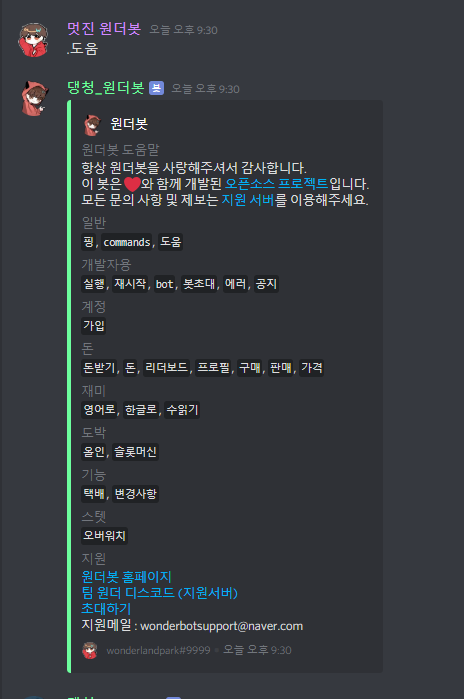 멋진 원더봇 오늘 오후 9:30
.도움
댕청_원더봇 봇 오늘 오후 9:30
원더봇
원더봇 도움말
항상 원더봇을 사랑해주셔서 감사합니다.
이 봇은❤️와 함께 개발된 오픈소스 프로젝트입니다.
모든 문의 사항 및 제보는 지원 서버를 이용해주세요.
일반
핑, commands, 도움
개발자용
실행, 재시작, bot, 봇초대, 에러, 공지
계정
가입
돈
돈받기, 돈, 리더보드, 프로필, 구매, 판매, 가격
재미
영어로, 한글로, 수읽기
도박
올인, 슬롯머신
기능
택배, 변경사항
스텟
오버워치
지원
원더봇 홈페이지
팀 원더 디스코드 (지원서버)
초대하기
지원메일 : wonderbotsupport@naver.com
wonderlandpark#9999 • 오늘 오후 9:30